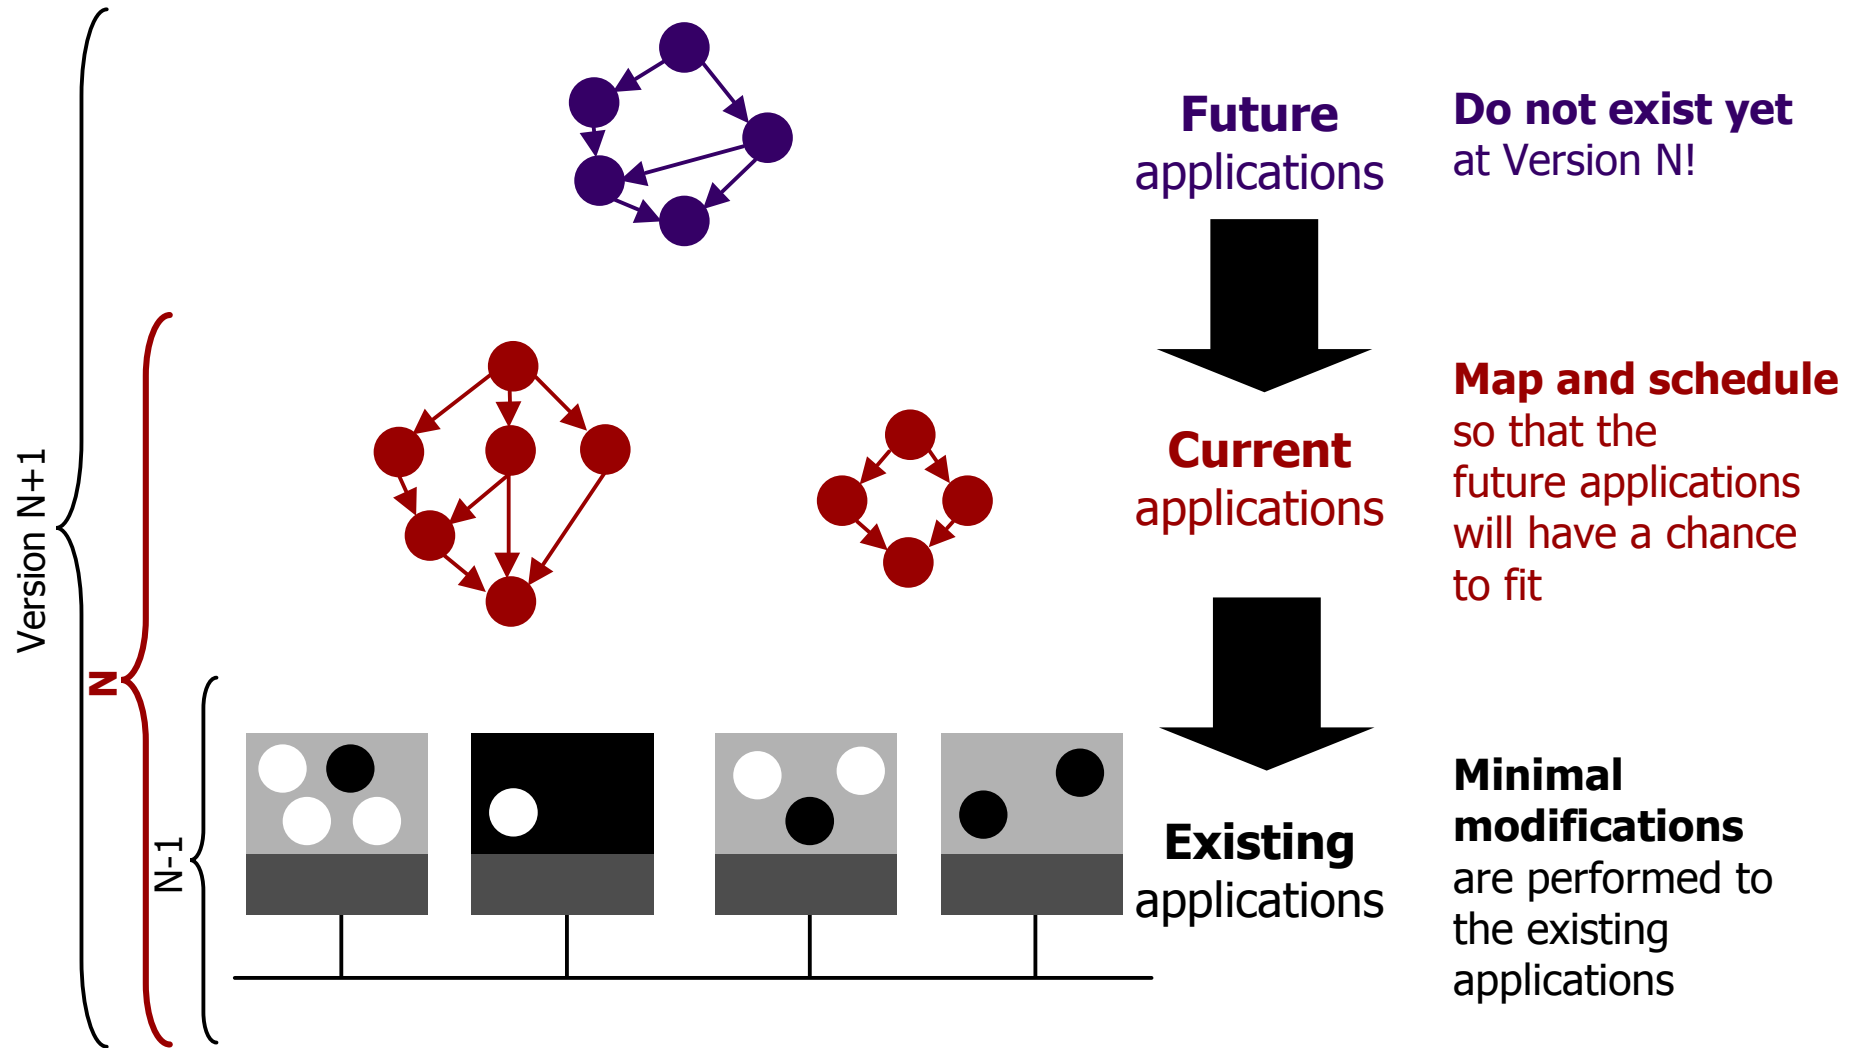 Future
applications
Do not exist yet
at Version N!
Current
applications
Map and schedule
so that the
future applications
will have a chance
to fit
Existing
applications
Minimal
modifications
are performed to
the existing
applications
Version N+1
N
N-1